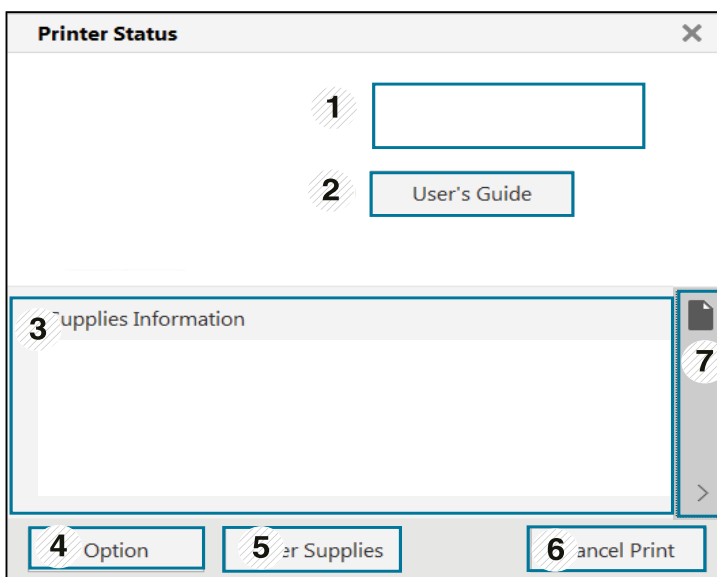 Printer Status
1
2
User's Guide
3 upplies Information
7
4 Option
5 er Supplies
6 ancel Print